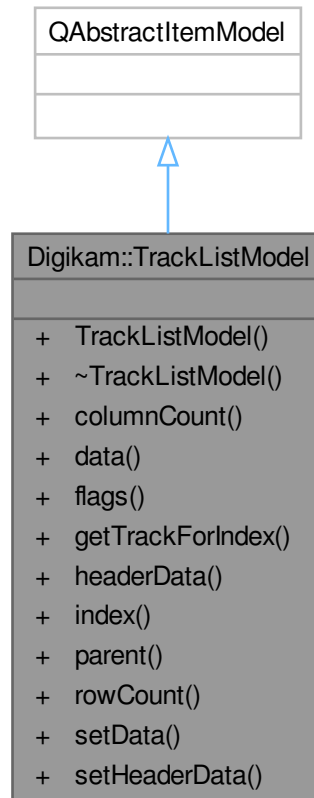 QAbstractItemModel
Digikam::TrackListModel
+ TrackListModel()
+ ~TrackListModel()
+ columnCount()
+ data()
+ flags()
+ getTrackForIndex()
+ headerData()
+ index()
+ parent()
+ rowCount()
+ setData()
+ setHeaderData()